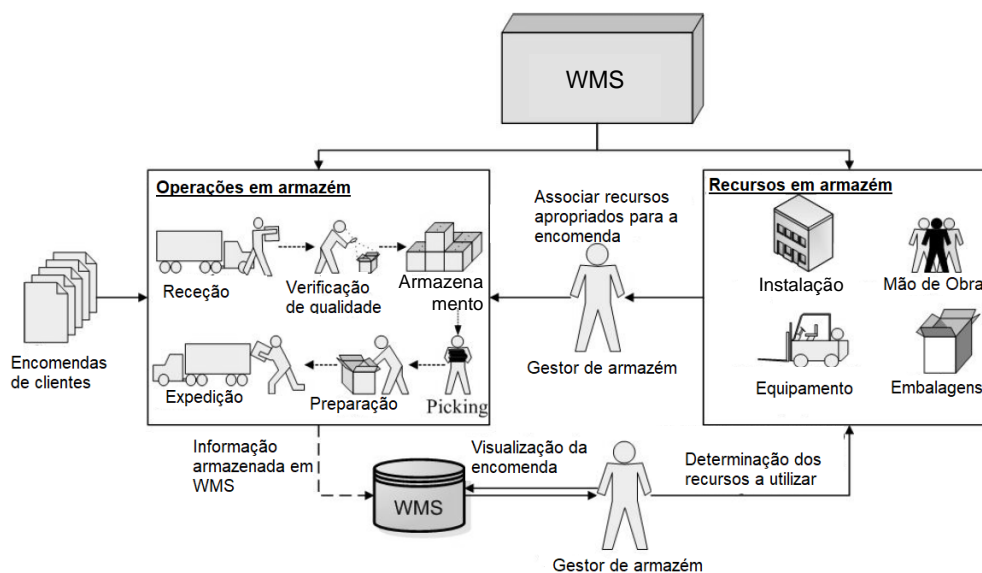 WMS
Operações em armazém
Receção
Verificação
de qualidade
Armazena
mento
Expedição
Preparação
Picking
Encomendas
de clientes
Associar recursos
apropriados para a
encomenda
Gestor de armazém
Recursos em armazém
Instalação
Mão de Obra
Equipamento
Embalagens
Informação
armazenada em
WMS
WMS
Visualização da
encomenda
Gestor de armazém
Determinação dos
recursos a utilizar